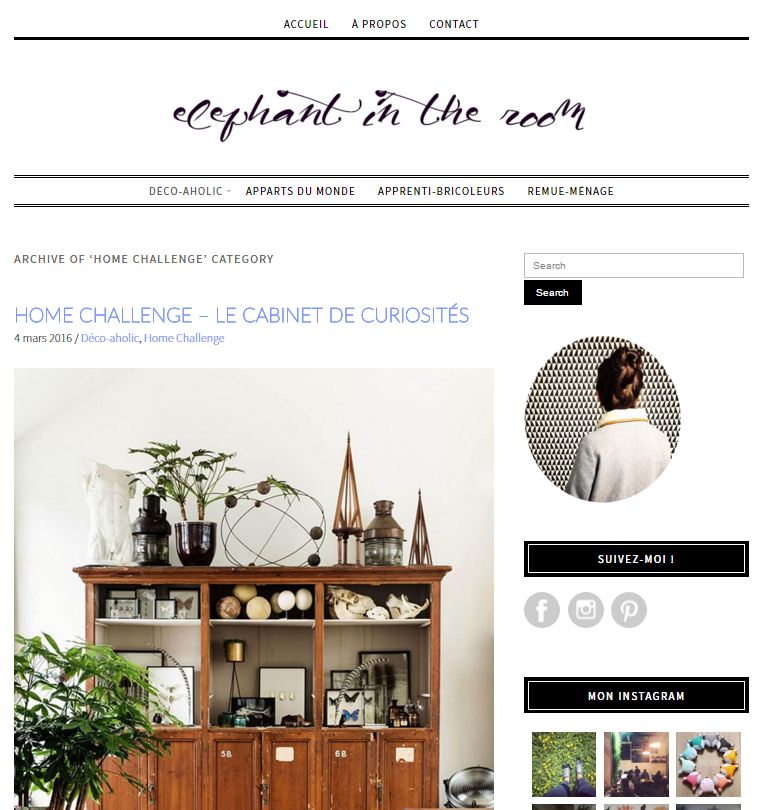 ACCUEIL À PROPOS CONTACT
elephant in the room
DÉCO-AHOLIC - APPARTS DU MONDE APPRENTI-BRICOLEURS REMUE-MÉNAGE
ARCHIVE OF ‘HOME CHALLENGE’ CATEGORY
HOME CHALLENGE – LE CABINET DE CURIOSITÉS
4 mars 2016 / Déco-aholic, Home Challenge
5B
6B
Search
Search
SUIVEZ-MOI !
MON INSTAGRAM